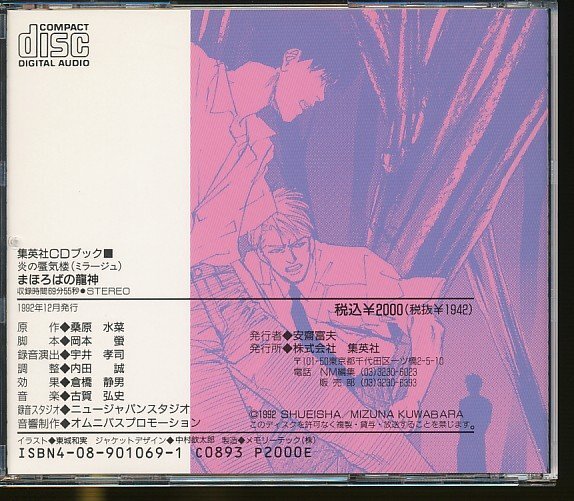 COMPACT
disc
DIGITAL AUDIO
集英社CDブック■
炎の蜃気楼(ミラージュ)
まほろばの龍神
収録時間69分55秒●STEREO
1992年12月発行
税込¥2000(税抜¥1942)
原　作◆桑原　水菜
脚　本◆岡本　螢
録音演出◆宇井　孝司
調　整◆内田　誠
効　果◆倉橋　静男
音　楽◆古賀　弘史
録音スタジオ◆ニュージャパンスタジオ
音響制作◆オムニバスプロモーション
発行者◆安齋富夫
発行所◆株式会社　集英社
〒101-50東京都千代田区一ツ橋2-5-10
電話　NM編集 (03)3230-6023
販売部 (03)3230-6393
©1992 SHUEISHA/MIZUNA KUWABARA
このディスクを許可なく複製・賃与・放送することを禁じます。
イラスト◆東城和実　ジャケットデザイン◆中村欽太郎　製造◆メモリーテック(株)
ISBN4-08-901069-1 C0893 P2000E